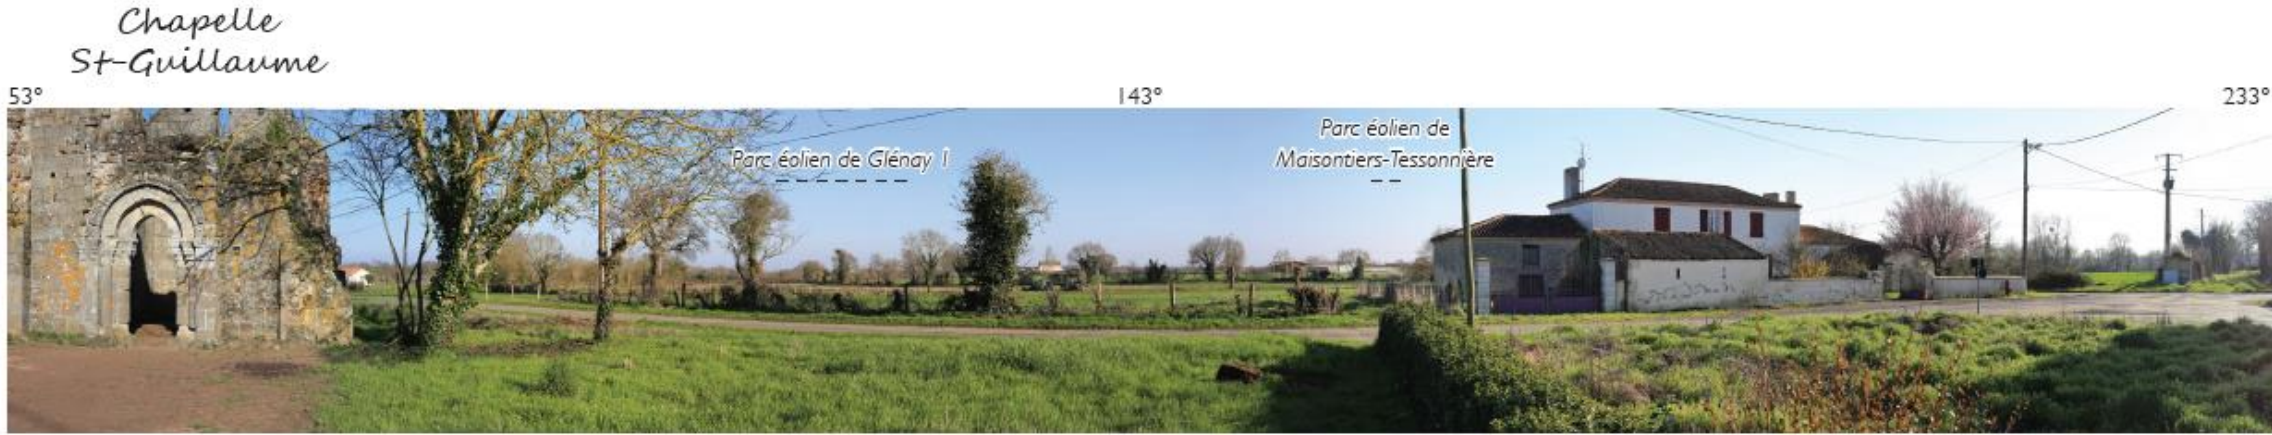 Chapelle
St-Guillaume
53°
143°
233°
Parc éolien de Glénay 1
Parc éolien de
Maisontiers-Tessonnière